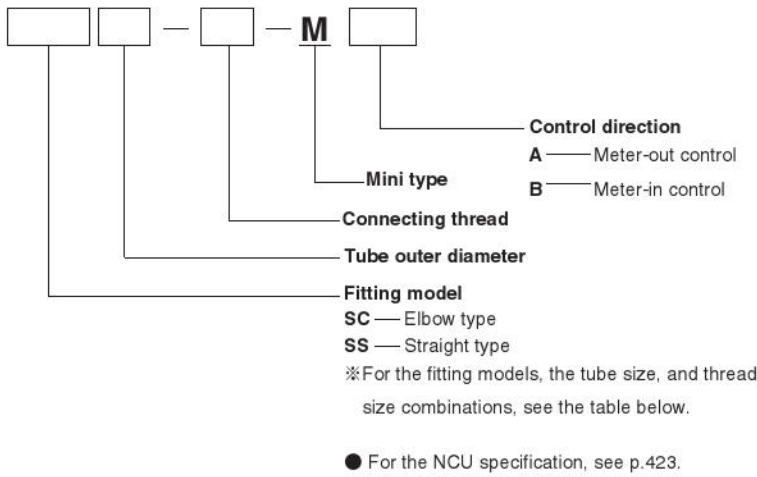 — — M
Control direction
A — Meter-out control
Mini type
B — Meter-in control
Connecting thread
Tube outer diameter
Fitting model
SC — Elbow type
SS — Straight type
※For the fitting models, the tube size, and thread
size combinations, see the table below.
● For the NCU specification, see p.423.